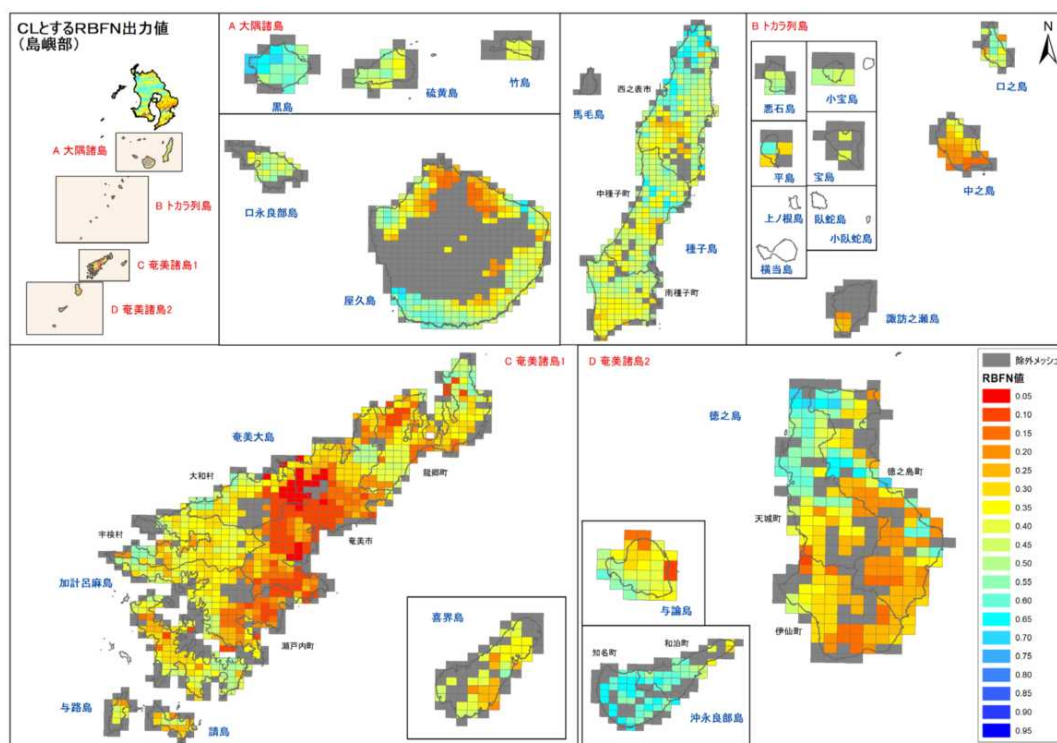 CLとするRBFN出力値
（島嶼部）
A 大隅諸島
B トカラ列島
C 奄美諸島1
D 奄美諸島2
A 大隅諸島
黒島
硫黄島
竹島
口永良部島
屋久島
馬毛島
西之表市
中種子町
種子島
南種子町
B トカラ列島
N
口之島
悪石島
小宝島
平島
宝島
中之島
上ノ根島
臥蛇島
小臥蛇島
横当島
諏訪之瀬島
C 奄美諸島1
奄美大島
大和村
龍郷町
宇検村
奄美市
加計呂麻島
瀬戸内町
喜界島
与路島
請島
D 奄美諸島2
徳之島
徳之島町
天城町
伊仙町
与論島
知名町
和泊町
沖永良部島
除外メッシュ
RBFN値
0.05
0.10
0.15
0.20
0.25
0.30
0.35
0.40
0.45
0.50
0.55
0.60
0.65
0.70
0.75
0.80
0.85
0.90
0.95